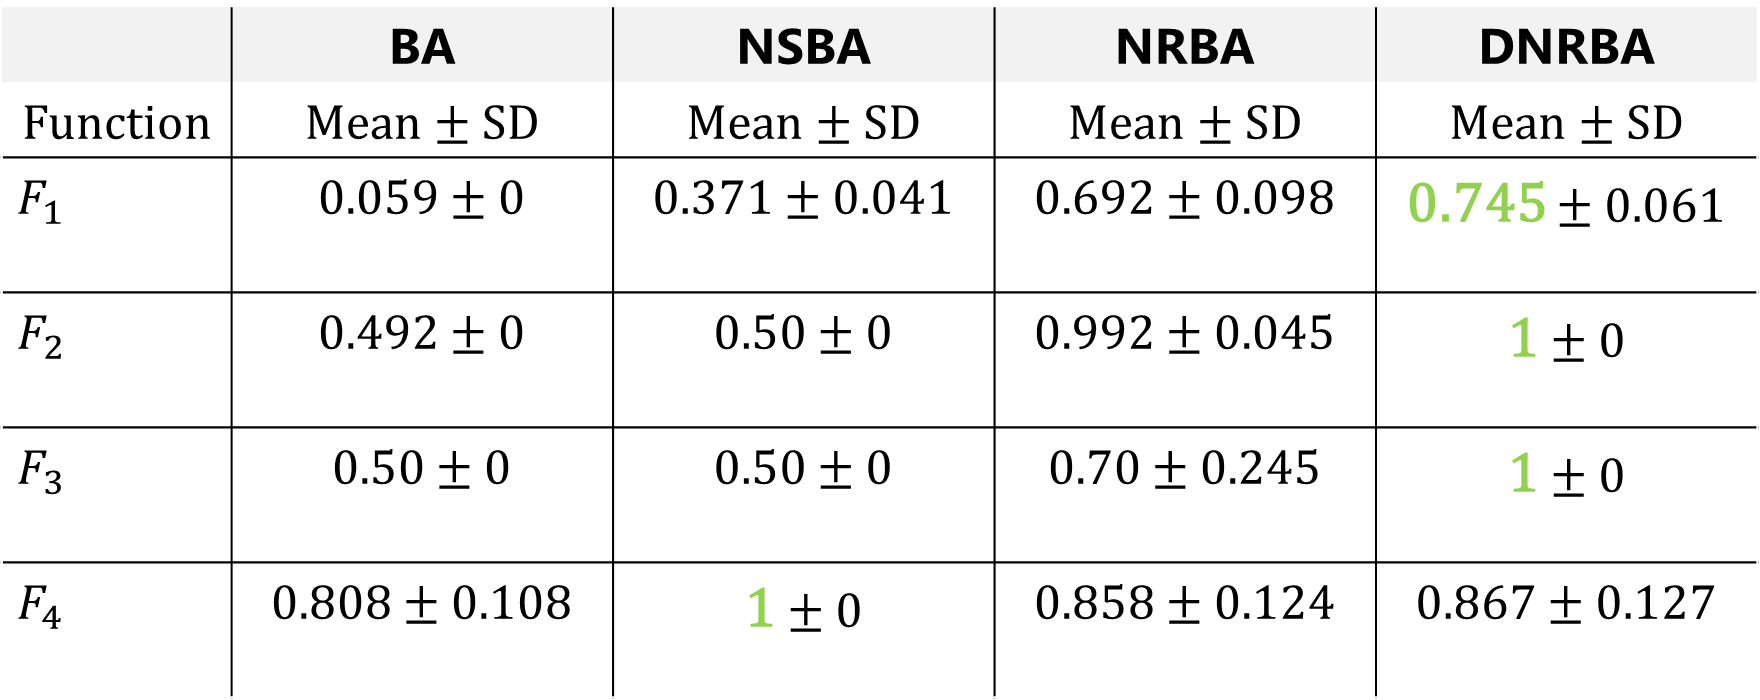 BA NSBA NRBA DNRBA
Function Mean ± SD Mean ± SD Mean ± SD Mean ± SD
F₁ 0.059 ± 0 0.371 ± 0.041 0.692 ± 0.098 0.745 ± 0.061
F₂ 0.492 ± 0 0.50 ± 0 0.992 ± 0.045 1 ± 0
F₃ 0.50 ± 0 0.50 ± 0 0.70 ± 0.245 1 ± 0
F₄ 0.808 ± 0.108 1 ± 0 0.858 ± 0.124 0.867 ± 0.127